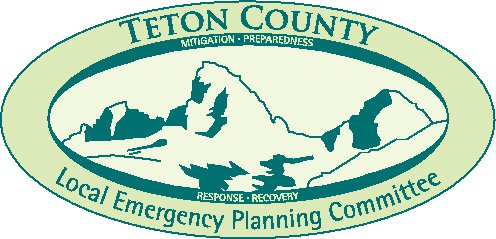 TETON COUNTY
MITIGATION · PREPAREDNESS
RESPONSE · RECOVERY
Local Emergency Planning Committee